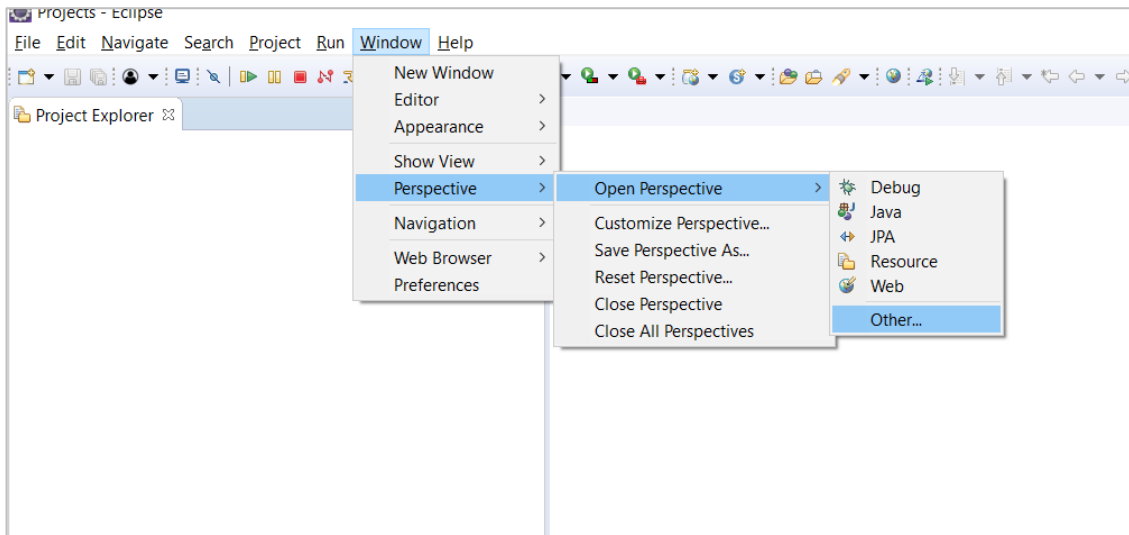 Projects - Eclipse
File Edit Navigate Search Project Run Window Help
Project Explorer
New Window
Editor
Appearance
Show View
Perspective
Navigation
Web Browser
Preferences
Open Perspective
Customize Perspective...
Save Perspective As...
Reset Perspective...
Close Perspective
Close All Perspectives
Debug
Java
JPA
Resource
Web
Other...